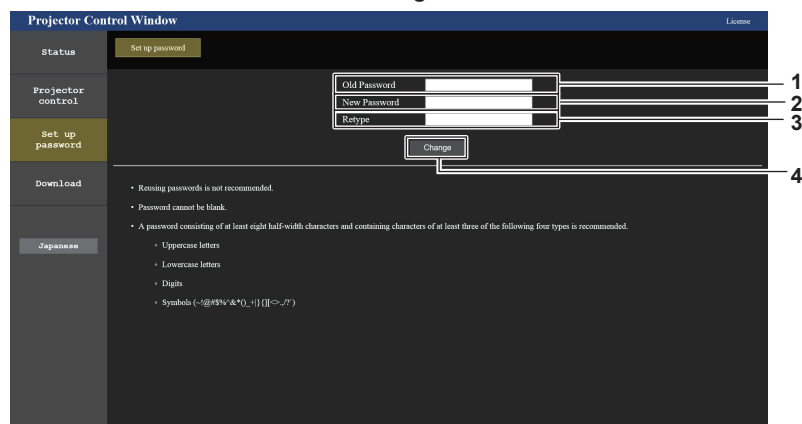 Projector Control Window
License
Status
Set up password
Projector
control
Set up
password
Download
Japanese
Old Password
1
New Password
2
Retype
3
Change
4
• Reusing passwords is not recommended.
• Password cannot be blank.
• A password consisting of at least eight half-width characters and containing characters of at least three of the following four types is recommended.
Uppercase letters
Lowercase letters
Digits
Symbols (~!@#$%^&*()_+|}{][<>.,/?`)